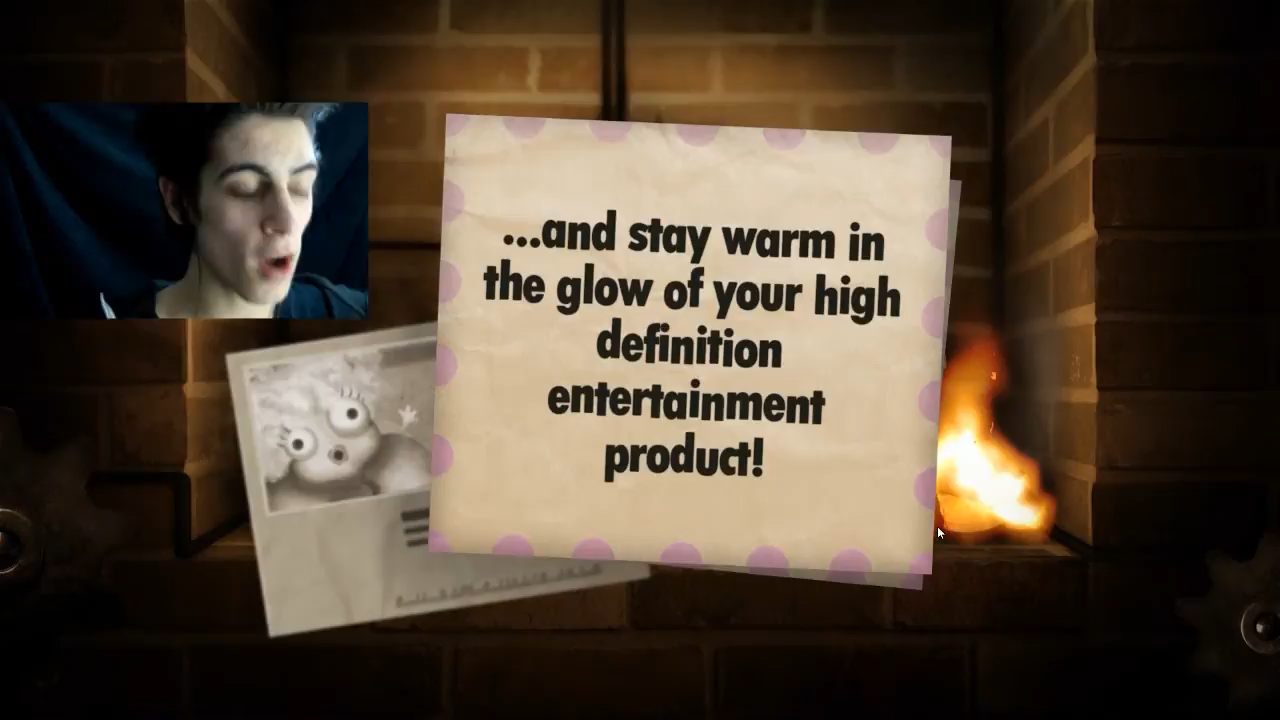 ...and stay warm in
the glow of your high
definition
entertainment
product!